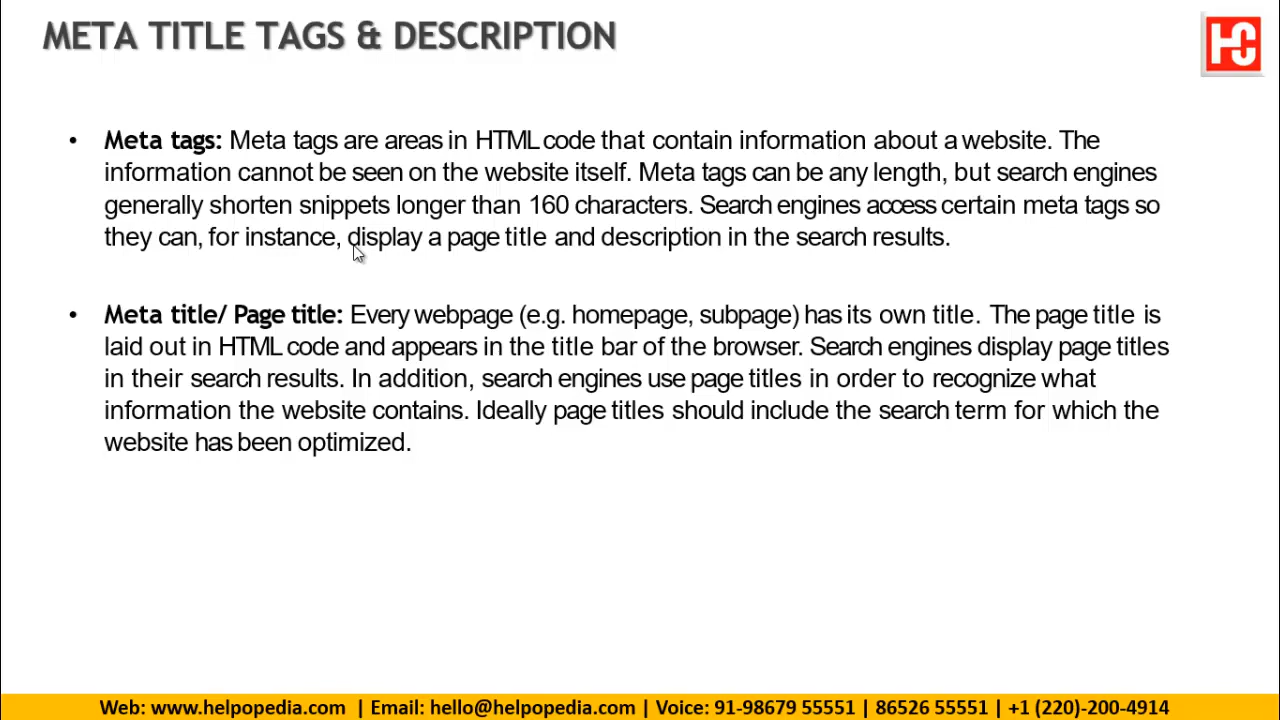 META TITLE TAGS & DESCRIPTION
HC
• Meta tags: Meta tags are areas in HTML code that contain information about a website. The
information cannot be seen on the website itself. Meta tags can be any length, but search engines
generally shorten snippets longer than 160 characters. Search engines access certain meta tags so
they can, for instance, display a page title and description in the search results.
• Meta title/ Page title: Every webpage (e.g. homepage, subpage) has its own title. The page title is
laid out in HTML code and appears in the title bar of the browser. Search engines display page titles
in their search results. In addition, search engines use page titles in order to recognize what
information the website contains. Ideally page titles should include the search term for which the
website has been optimized.
Web: www.helpopedia.com | Email: hello@helpopedia.com | Voice: 91-98679 55551 | 86526 55551 | +1 (220)-200-4914